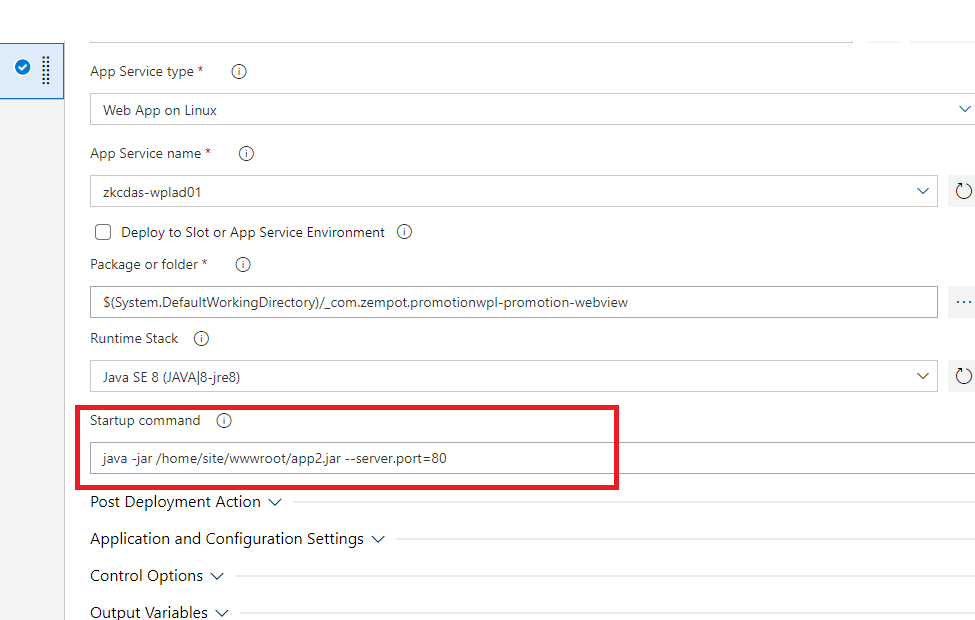 App Service type *
Web App on Linux
App Service name *
zkcdas-wplad01
Deploy to Slot or App Service Environment
Package or folder *
$(System.DefaultWorkingDirectory)/_com.zempot.promotionwpl-promotion-webview
Runtime Stack
Java SE 8 (JAVA|8-jre8)
Startup command
java -jar /home/site/wwwroot/app2.jar --server.port=80
Post Deployment Action
Application and Configuration Settings
Control Options
Output Variables